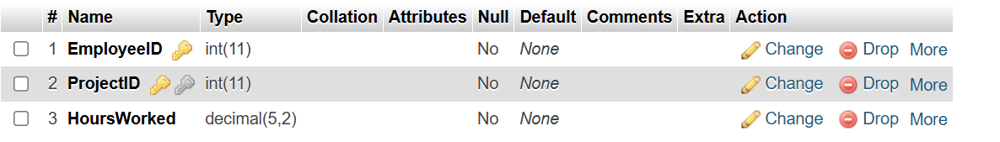 # Name Type Collation Attributes Null Default Comments Extra Action
1 EmployeeID int(11) No None Change Drop More
2 ProjectID int(11) No None Change Drop More
3 HoursWorked decimal(5,2) No None Change Drop More